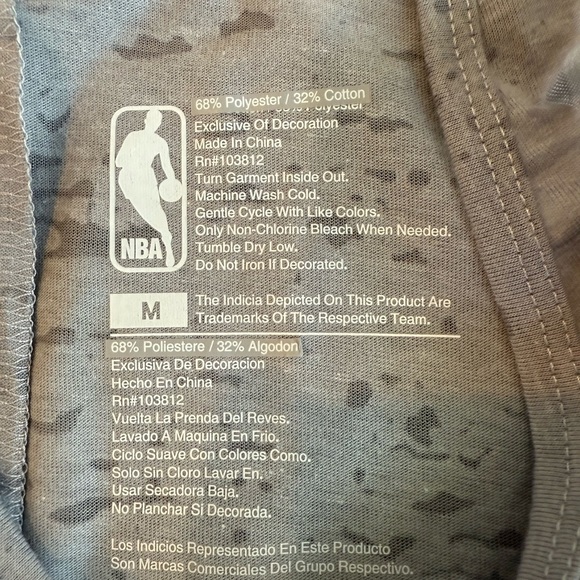 68% Polyester / 32% Cotton
Polyester
Exclusive Of Decoration
Made In China
Rn#103812
Turn Garment Inside Out.
Machine Wash Cold.
Gentle Cycle With Like Colors.
Only Non-Chlorine Bleach When Needed.
Tumble Dry Low.
Do Not Iron If Decorated.
NBA
M
The Indicia Depicted On This Product Are
Trademarks Of The Respective Team.
68% Poliestere / 32% Algodon
Exclusiva De Decoracion
Hecho En China
Rn#103812
Vuelta La Prenda Del Reves.
Lavado A Maquina En Frio.
Ciclo Suave Con Colores Como.
Solo Sin Cloro Lavar En.
Usar Secadora Baja.
No Planchar Si Decorada.
Los Indicios Representado En Este Producto
Son Marcas Comerciales Del Grupo Respectivo.